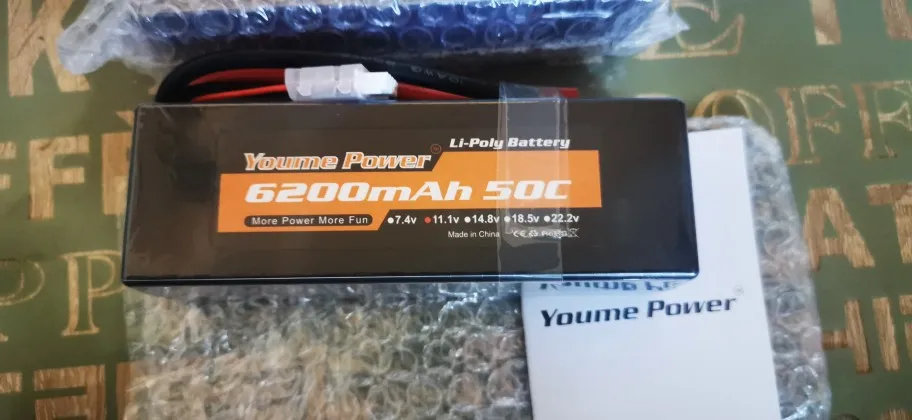 Li-Poly Battery
Youme Power
6200mAh 50C
More Power More Fun
7.4v 11.1v 14.8v 18.5v 22.2v
Made in China CE
Youme Power